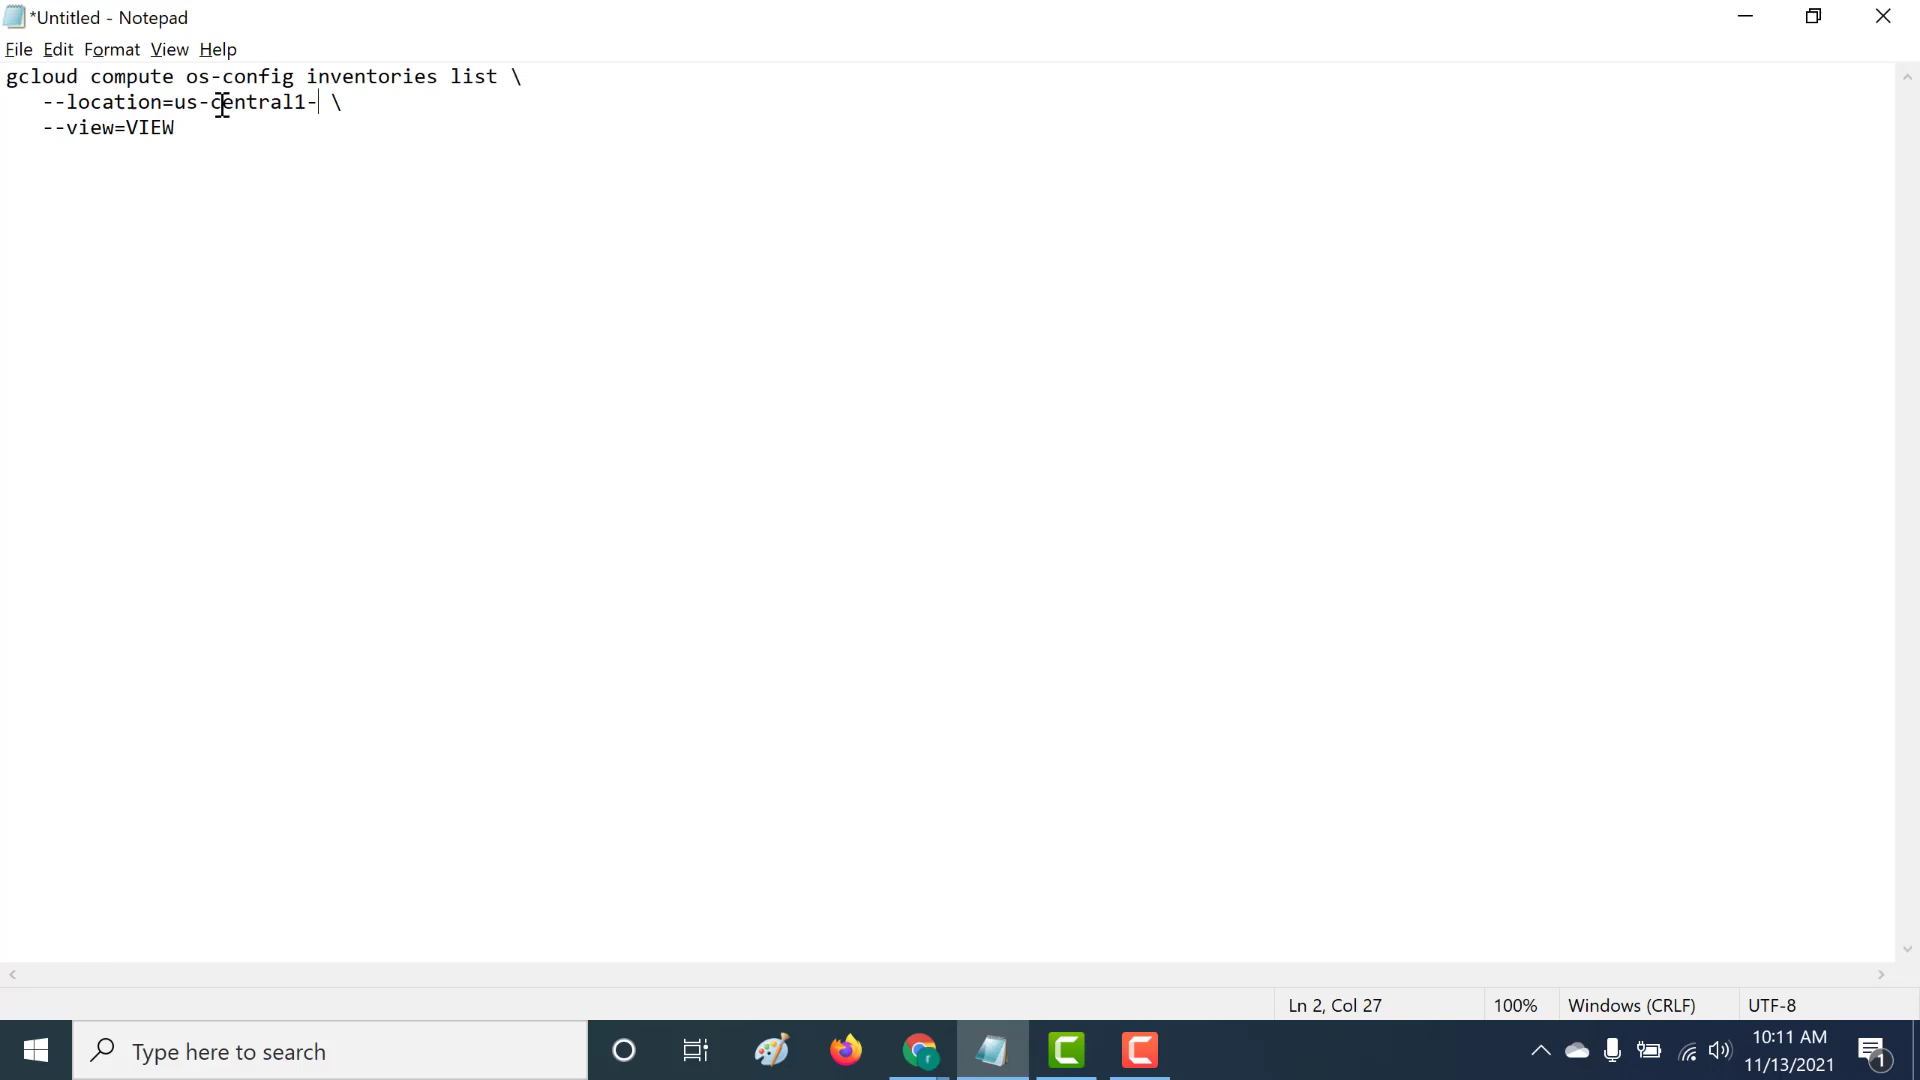 *Untitled - Notepad
File Edit Format View Help
gcloud compute os-config inventories list \
--location=us-central1- \
--view=VIEW
Ln 2, Col 27 100% Windows (CRLF) UTF-8
Type here to search
r
10:11 AM
11/13/2021
1